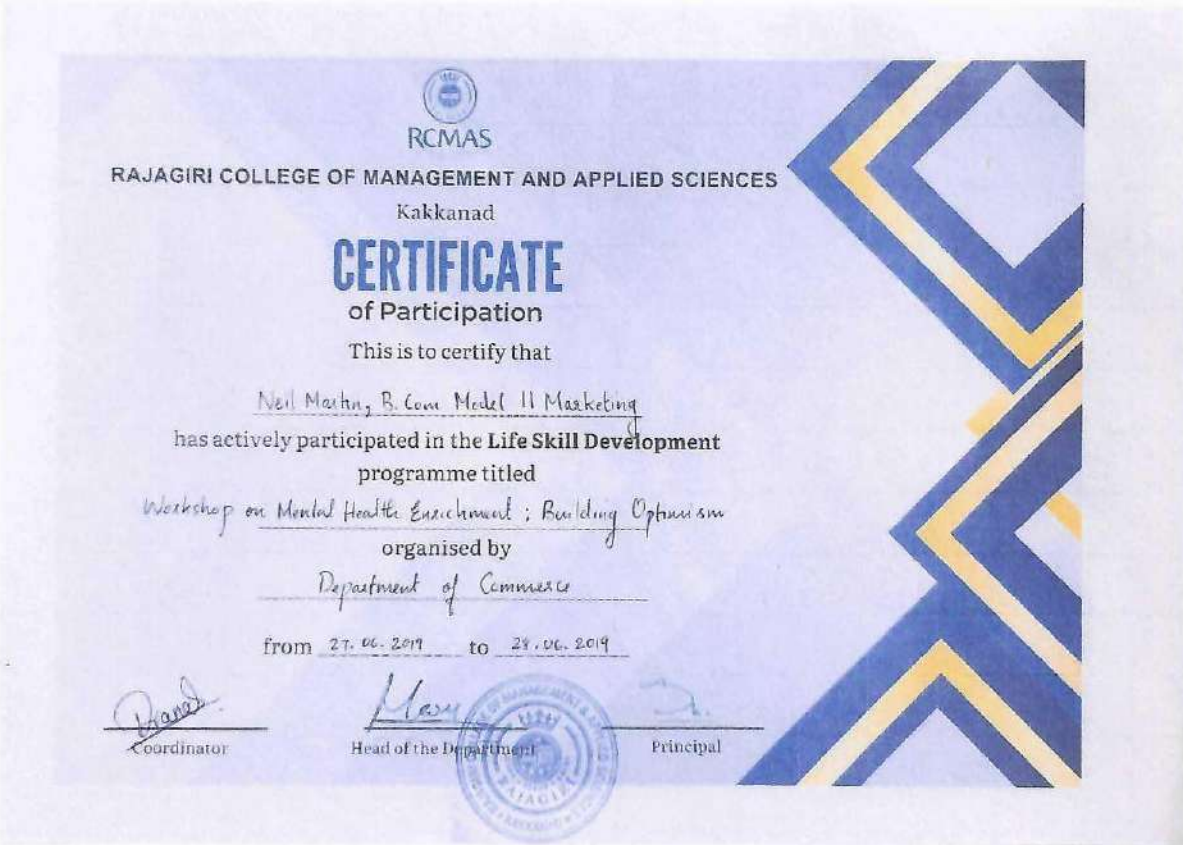 RCMAS
RAJAGIRI COLLEGE OF MANAGEMENT AND APPLIED SCIENCES
Kakkanad
CERTIFICATE
of Participation
This is to certify that
Neil Martin, B.Com Model II Marketing
has actively participated in the Life Skill Development
programme titled
Workshop on Mental Health Enrichment ; Building Optimism
organised by
Department of Commerce
from 27.06.2019 to 28.06.2019
Coordinator Head of the Department Principal
RAJAGIRI